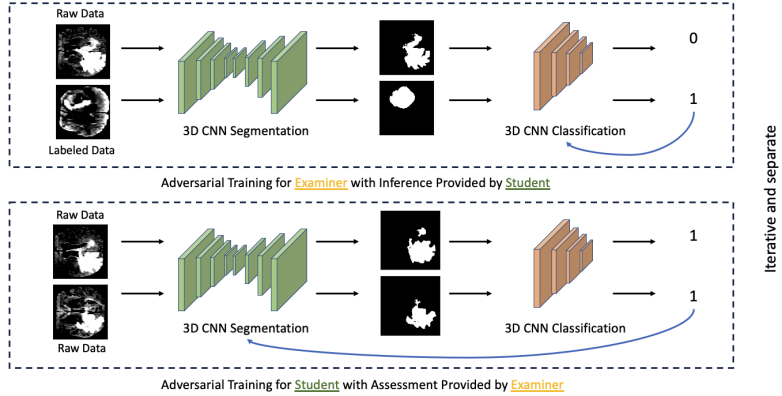 Raw Data
0
1
Labeled Data
3D CNN Segmentation
3D CNN Classification
Adversarial Training for Examiner with Inference Provided by Student
Raw Data
1
1
3D CNN Segmentation
3D CNN Classification
Raw Data
Adversarial Training for Student with Assessment Provided by Examiner
Iterative and separate